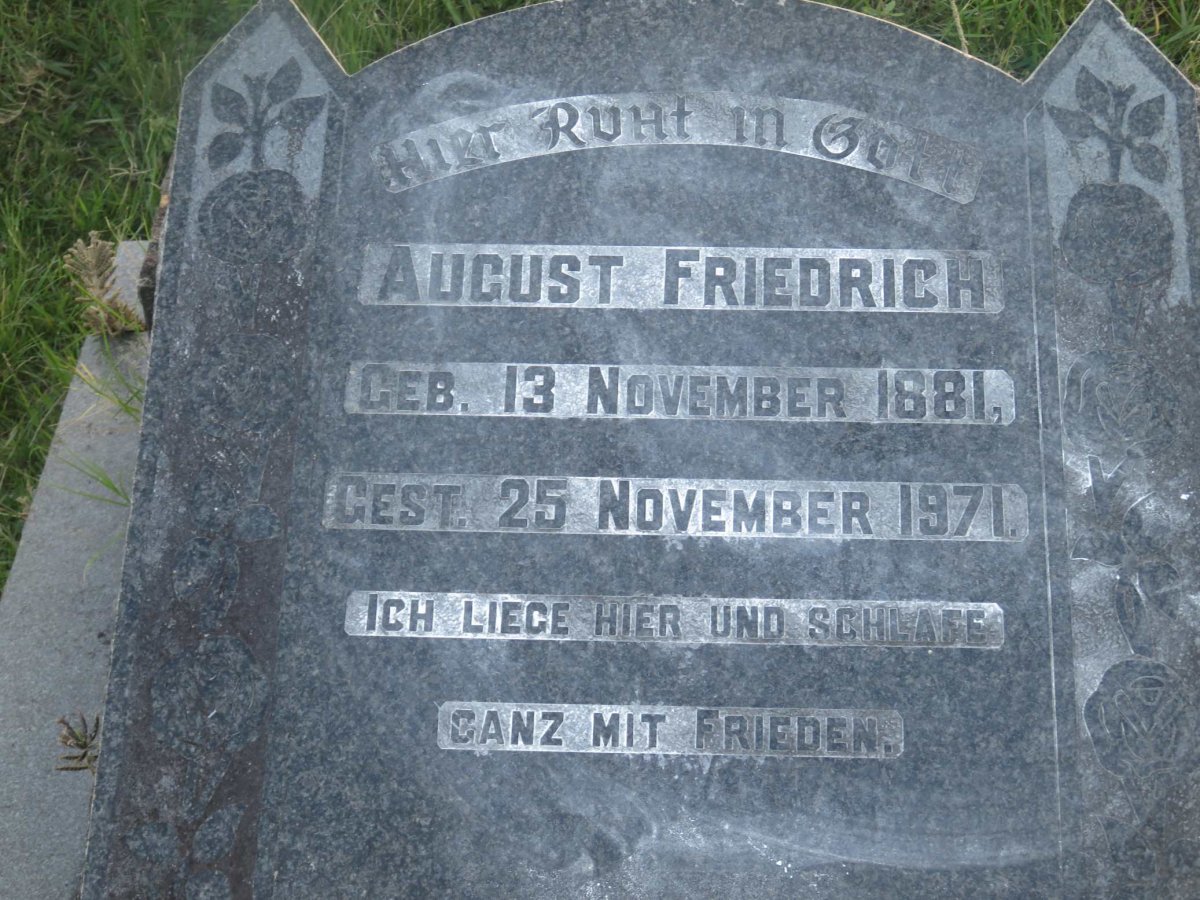 Hier Ruht in Gott
AUGUST FRIEDRICH
GEB. 13 NOVEMBER 1881,
GEST. 25 NOVEMBER 1971.
ICH LIEGE HIER UND SCHLAFE
GANZ MIT FRIEDEN.